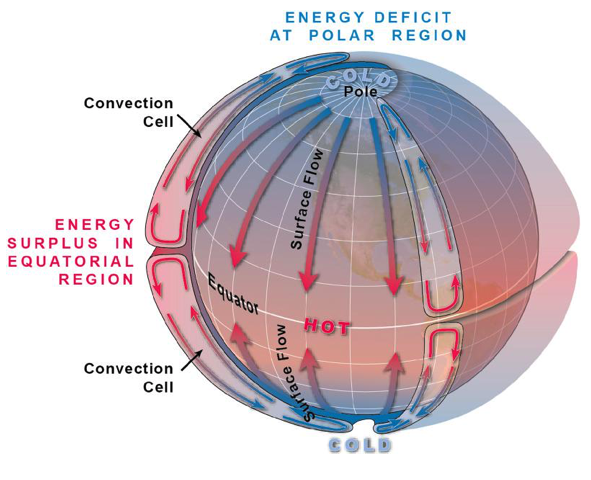 ENERGY DEFICIT
AT POLAR REGION
COLD
Pole
Convection
Cell
Surface Flow
ENERGY
SURPLUS IN
EQUATORIAL
REGION
Equator
HOT
Surface Flow
Convection
Cell
COLD